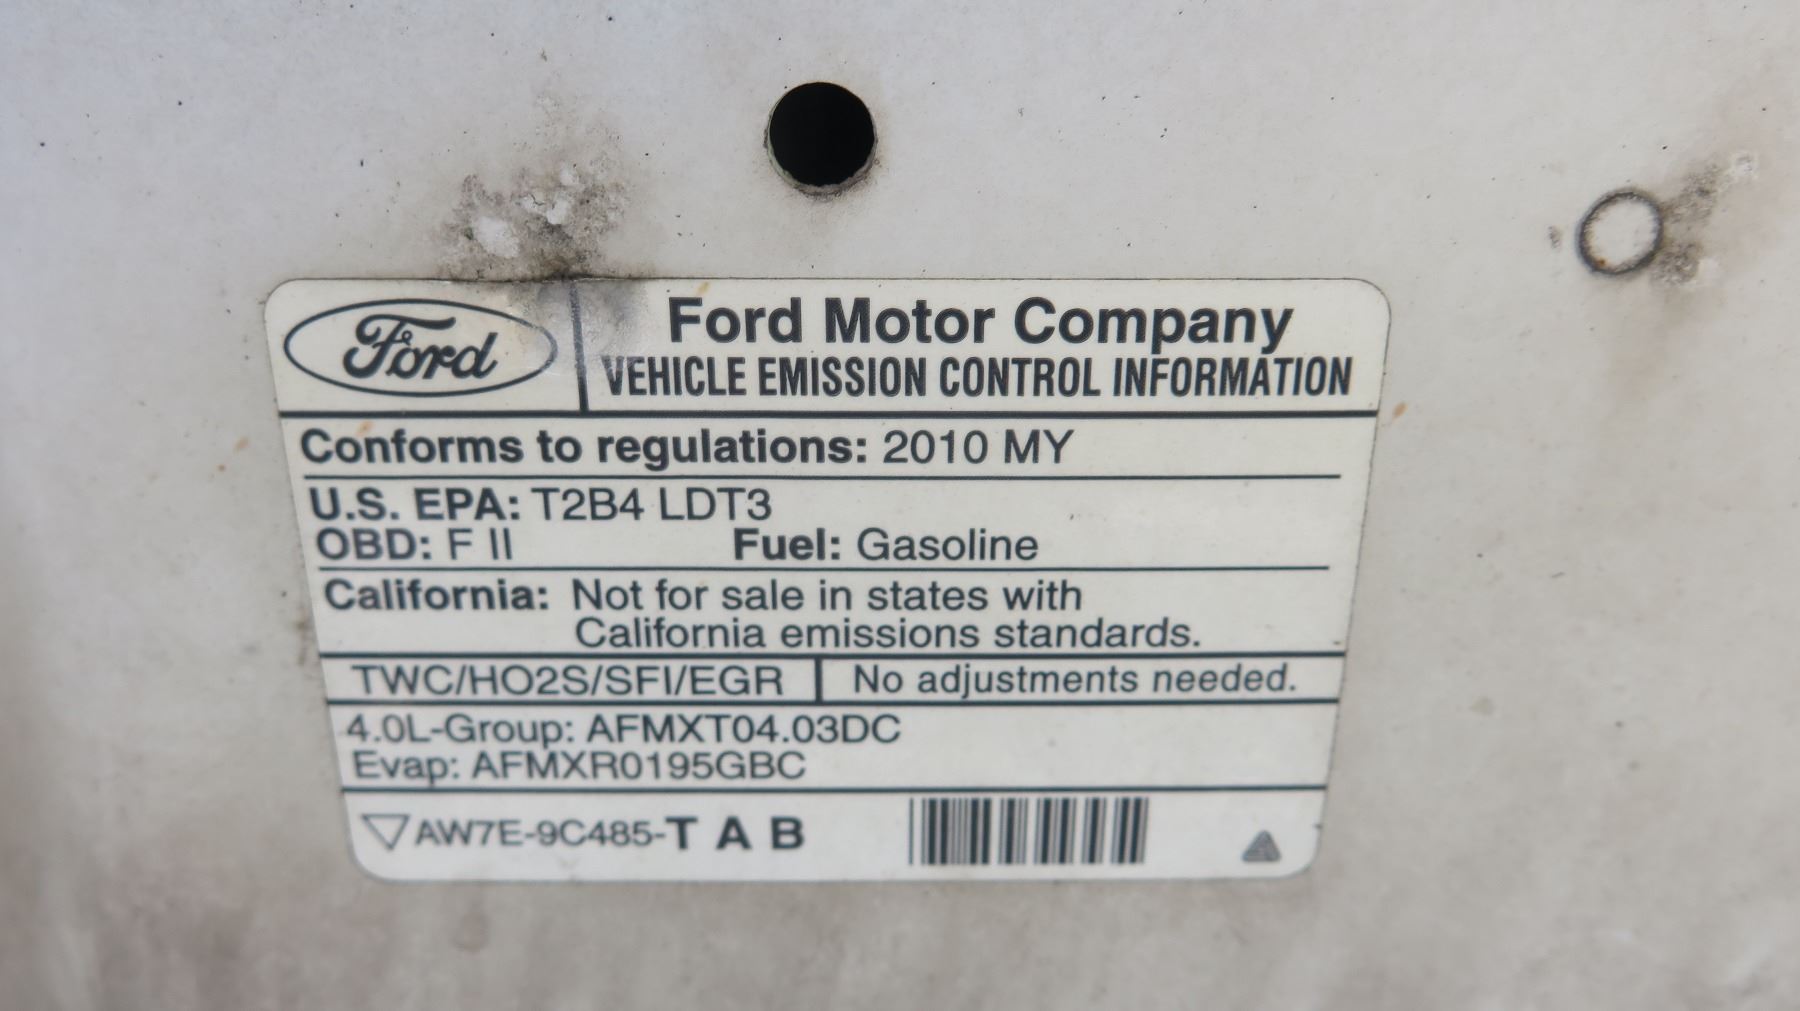 Ford
Ford Motor Company
VEHICLE EMISSION CONTROL INFORMATION
Conforms to regulations: 2010 MY
U.S. EPA: T2B4 LDT3
OBD: F II Fuel: Gasoline
California: Not for sale in states with
California emissions standards.
TWC/HO2S/SFI/EGR No adjustments needed.
4.0L-Group: AFMXT04.03DC
Evap: AFMXR0195GBC
AW7E-9C485-T A B